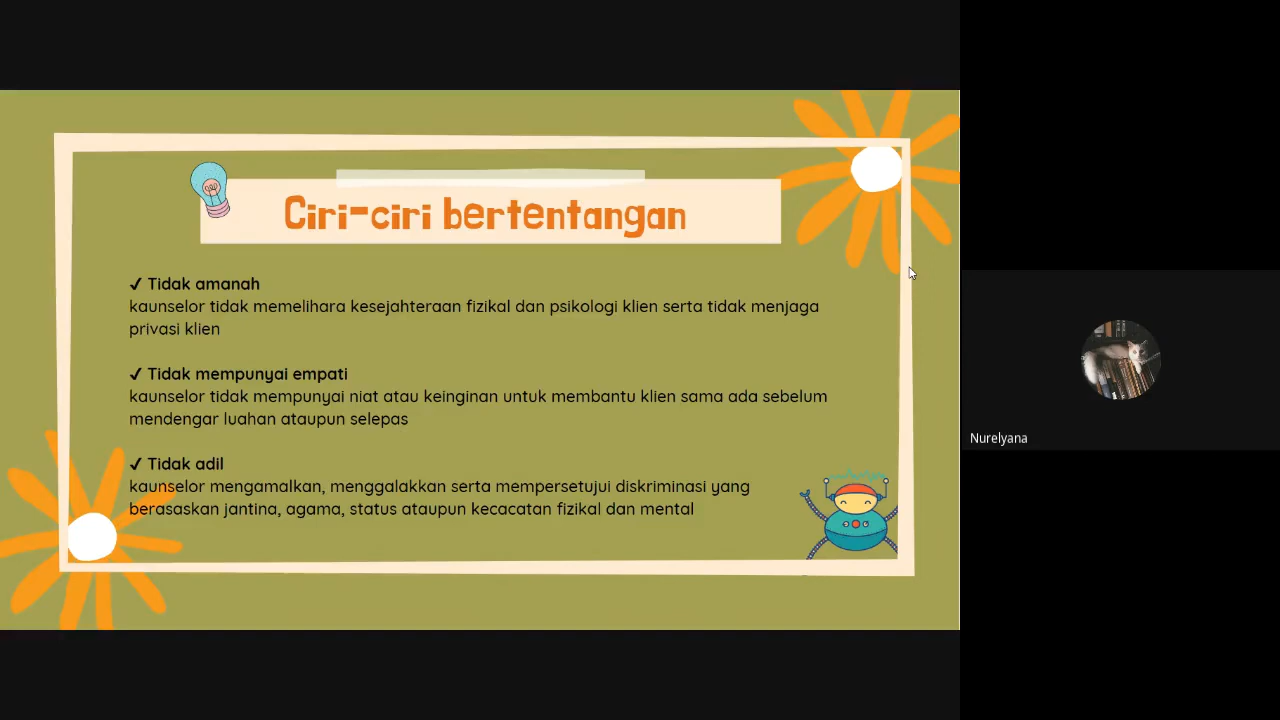 Ciri-ciri bertentangan
✓ Tidak amanah
kaunselor tidak memelihara kesejahteraan fizikal dan psikologi klien serta tidak menjaga
privasi klien
✓ Tidak mempunyai empati
kaunselor tidak mempunyai niat atau keinginan untuk membantu klien sama ada sebelum
mendengar luahan ataupun selepas
✓ Tidak adil
kaunselor mengamalkan, menggalakkan serta mempersetujui diskriminasi yang
berasaskan jantina, agama, status ataupun kecacatan fizikal dan mental
Nurelyana